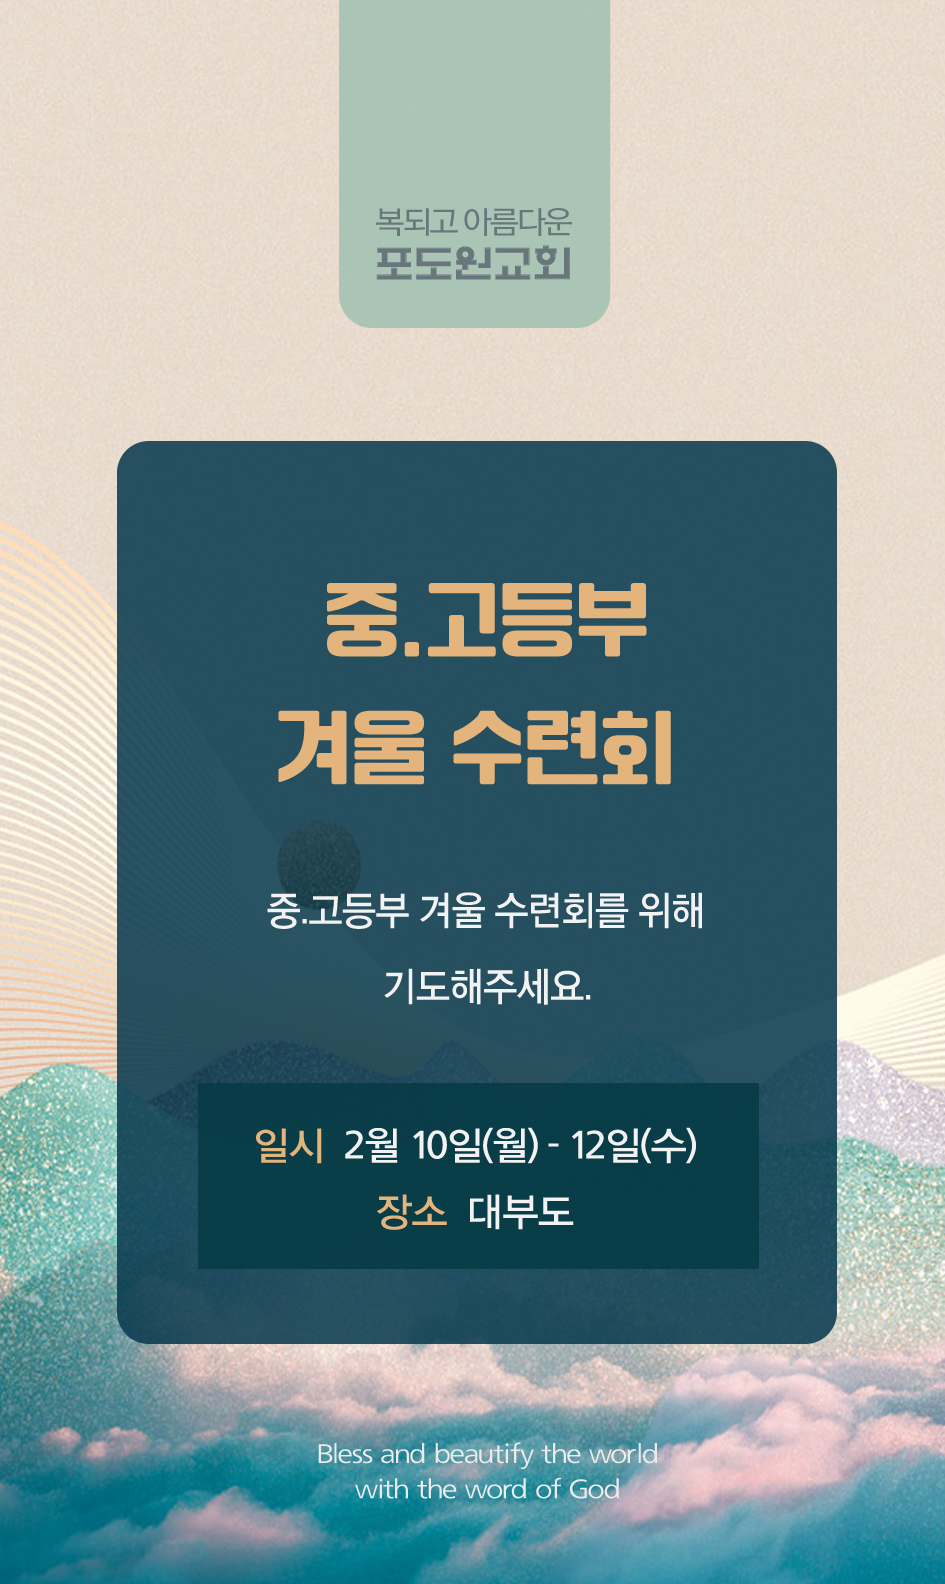 복되고 아름다운
포도원교회
중.고등부
겨울 수련회
중.고등부 겨울 수련회를 위해
기도해주세요.
일시 2월 10일(월) - 12일(수)
장소 대부도
Bless and beautify the world
with the word of God